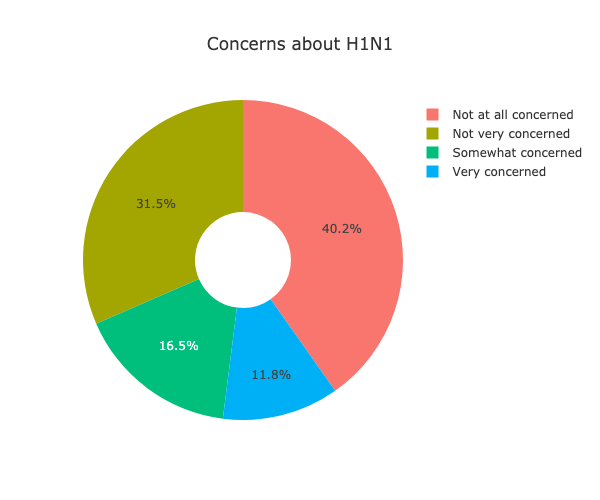 Concerns about H1N1
Not at all concerned
Not very concerned
Somewhat concerned
Very concerned
31.5%
40.2%
16.5%
11.8%